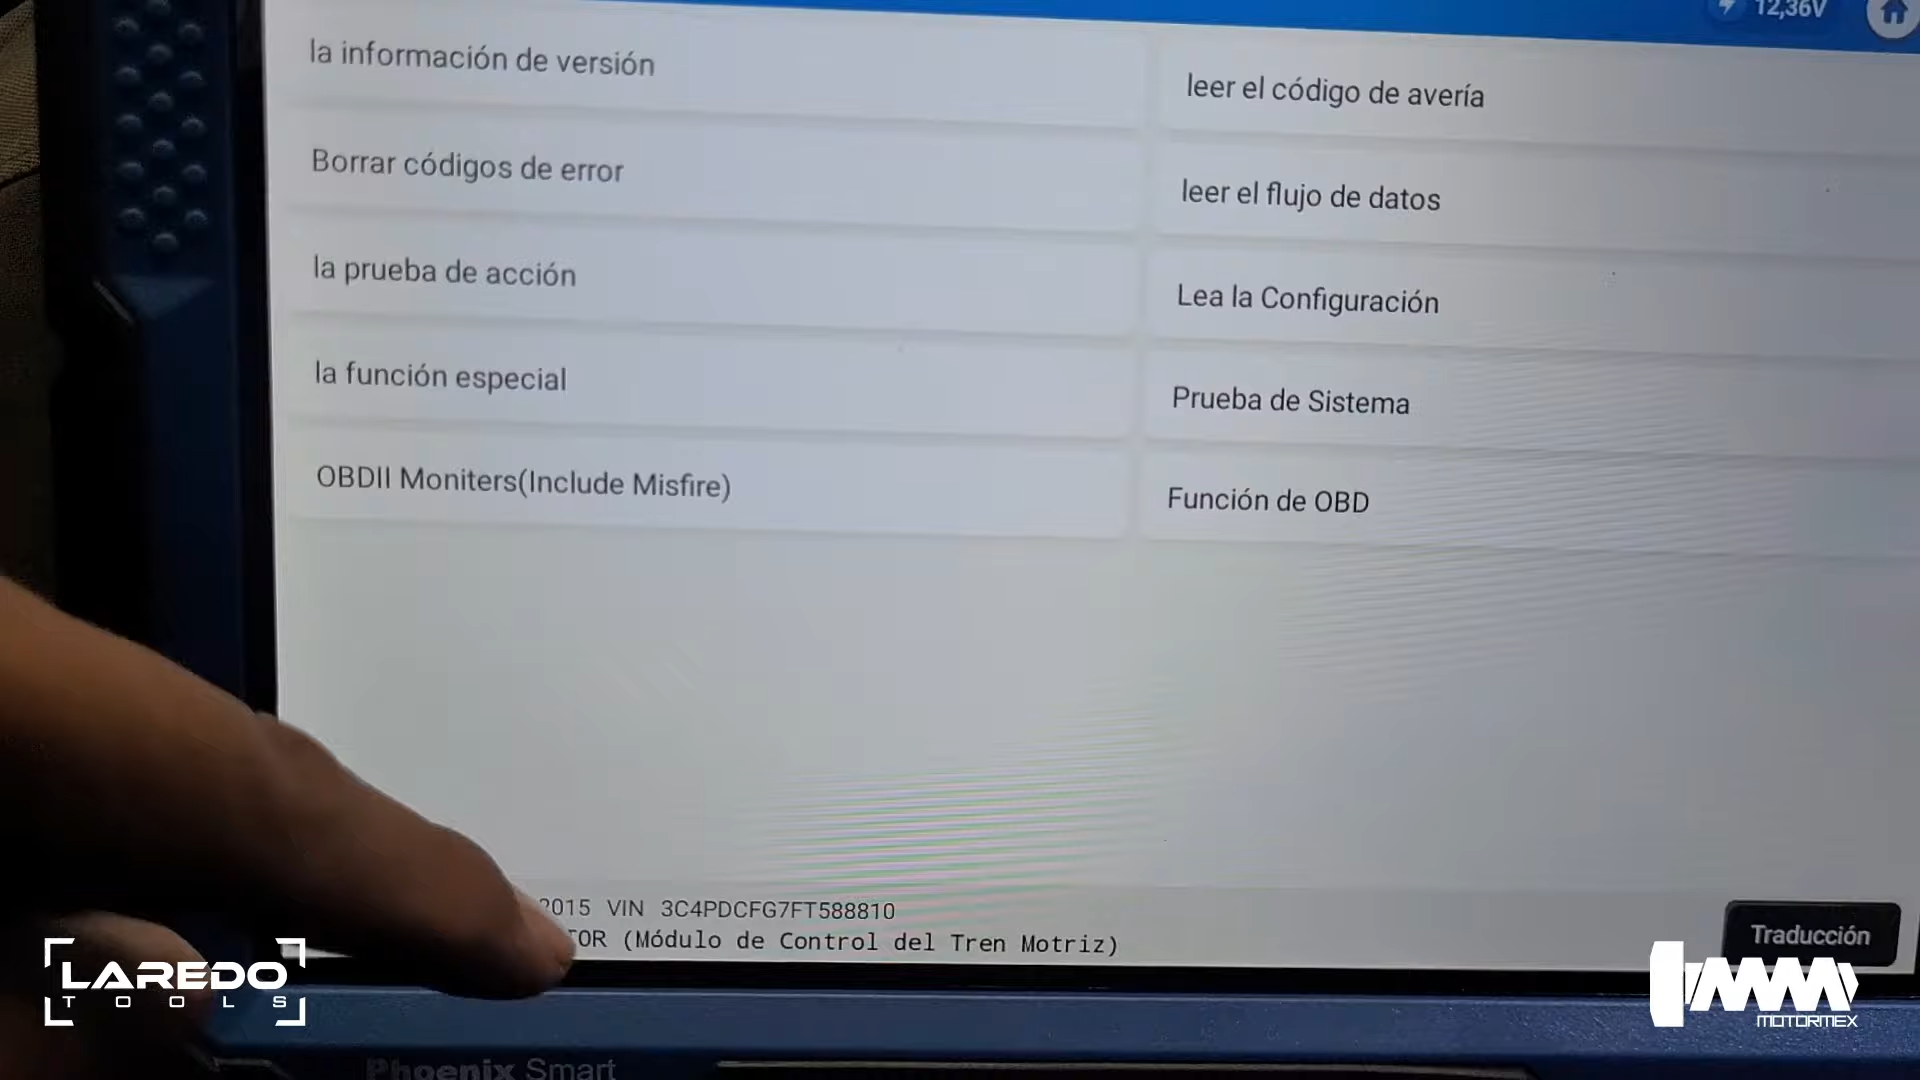 12,36V
la información de versión
leer el código de avería
Borrar códigos de error
leer el flujo de datos
la prueba de acción
Lea la Configuración
la función especial
Prueba de Sistema
OBDII Moniters(Include Misfire)
Función de OBD
2015 VIN 3C4PDCFG7FT588810
TOR (Módulo de Control del Tren Motriz)
Traducción
LAREDO
TOOLS
MOTORMEX
Phoenix Smart